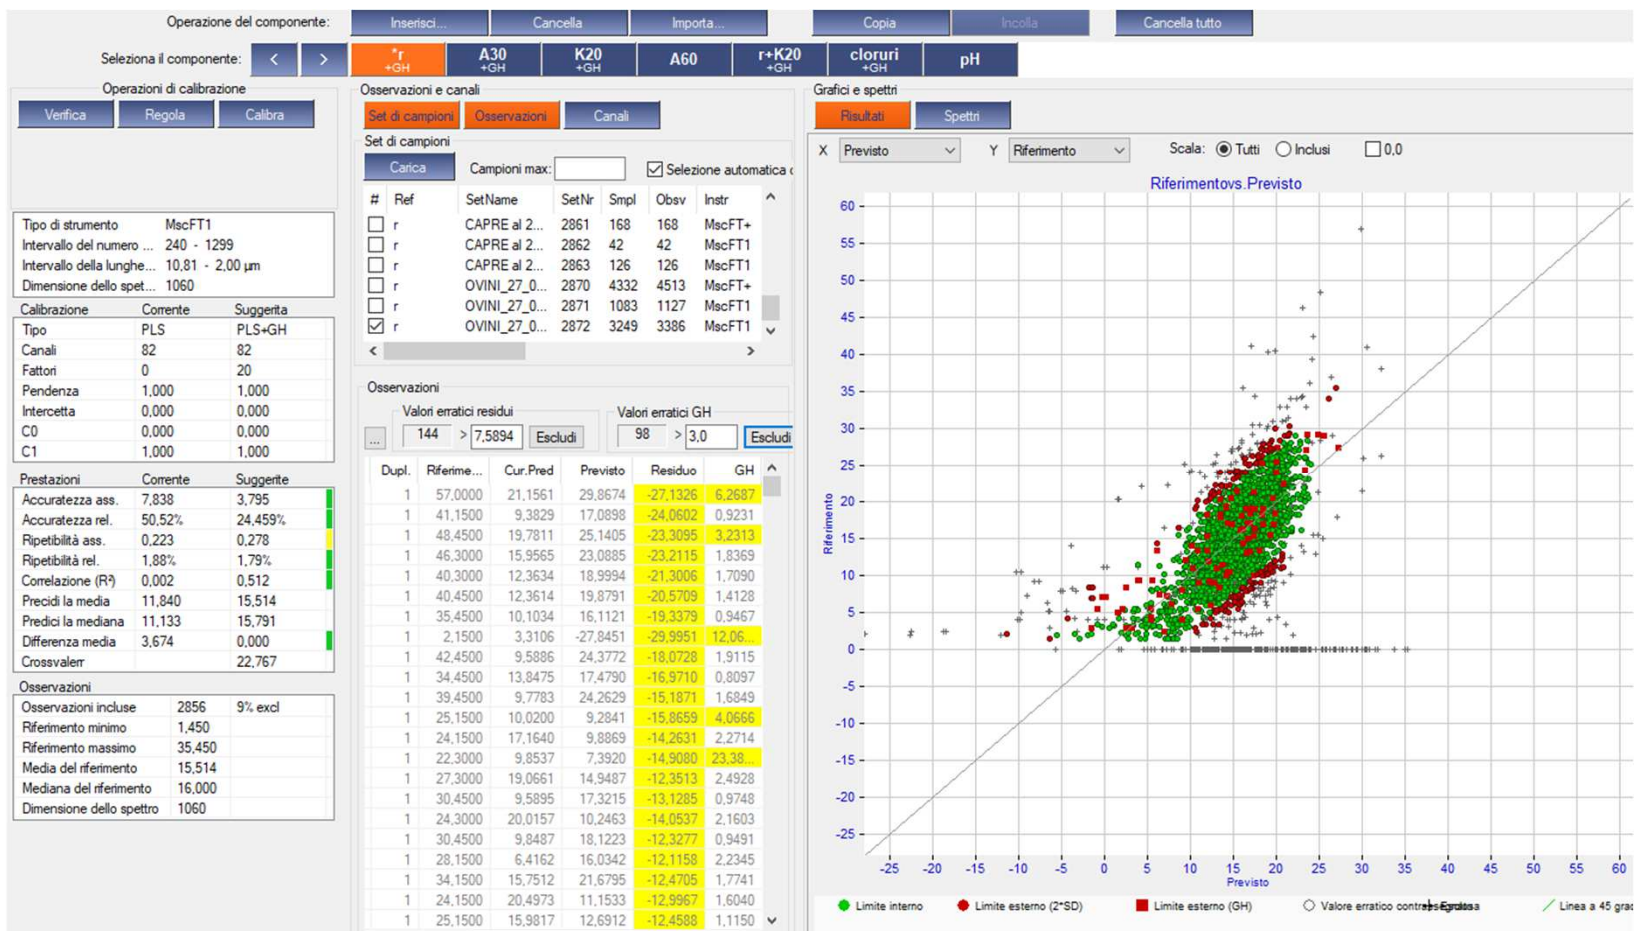 Operazione del componente: Inserisci... Cancella Importa... Copia Incolla Cancella tutto
Seleziona il componente: < > *r +GH A30 +GH K20 +GH A60 r+K20 +GH cloruri +GH pH
Operazioni di calibrazione
Verifica Regola Calibra
Tipo di strumento MscFT1
Intervallo del numero ... 240 - 1299
Intervallo della lunghe... 10,81 - 2,00 µm
Dimensione dello spet... 1060
Calibrazione Corrente Suggerita
Tipo PLS PLS+GH
Canali 82 82
Fattori 0 20
Pendenza 1,000 1,000
Intercetta 0,000 0,000
C0 0,000 0,000
C1 1,000 1,000
Prestazioni Corrente Suggerite
Accuratezza ass. 7,838 3,795
Accuratezza rel. 50,52% 24,459%
Ripetibilità ass. 0,223 0,278
Ripetibilità rel. 1,88% 1,79%
Correlazione (R²) 0,002 0,512
Precidi la media 11,840 15,514
Predici la mediana 11,133 15,791
Differenza media 3,674 0,000
Crossvalerr 22,767
Osservazioni
Osservazioni incluse 2856 9% excl
Riferimento minimo 1,450
Riferimento massimo 35,450
Media del riferimento 15,514
Mediana del riferimento 16,000
Dimensione dello spettro 1060
Osservazioni e canali
Set di campioni Osservazioni Canali
Set di campioni
Carica Campioni max: Selezione automatica
# Ref SetName SetNr Smpl Obsv Instr
r CAPRE al 2... 2861 168 168 MscFT+
r CAPRE al 2... 2862 42 42 MscFT1
r CAPRE al 2... 2863 126 126 MscFT1
r OVINI_27_0... 2870 4332 4513 MscFT+
r OVINI_27_0... 2871 1083 1127 MscFT1
r OVINI_27_0... 2872 3249 3386 MscFT1
Osservazioni
Valori erratici residui Valori erratici GH
... 144 > 7,5894 Escludi 98 > 3,0 Escludi
Dupl. Riferime... Cur.Pred Previsto Residuo GH
1 57,0000 21,1561 29,8674 -27,1326 6,2687
1 41,1500 9,3829 17,0898 -24,0602 0,9231
1 48,4500 19,7811 25,1405 -23,3095 3,2313
1 46,3000 15,9565 23,0885 -23,2115 1,8369
1 40,3000 12,3634 18,9994 -21,3006 1,7090
1 40,4500 12,3614 19,8791 -20,5709 1,4128
1 35,4500 10,1034 16,1121 -19,3379 0,9467
1 2,1500 3,3106 -27,8451 -29,9951 12,06...
1 42,4500 9,5886 24,3772 -18,0728 1,9115
1 34,4500 13,8475 17,4790 -16,9710 0,8097
1 39,4500 9,7783 24,2629 -15,1871 1,6849
1 25,1500 10,0200 9,2841 -15,8659 4,0666
1 24,1500 17,1640 9,8869 -14,2631 2,2714
1 22,3000 9,8537 7,3920 -14,9080 23,38...
1 27,3000 19,0661 14,9487 -12,3513 2,4928
1 30,4500 9,5895 17,3215 -13,1285 0,9748
1 24,3000 20,0157 10,2463 -14,0537 2,1603
1 30,4500 9,8487 18,1223 -12,3277 0,9491
1 28,1500 6,4162 16,0342 -12,1158 2,2345
1 34,1500 15,7512 21,6795 -12,4705 1,7741
1 24,1500 20,4973 11,1533 -12,9967 1,6040
1 25,1500 15,9817 12,6912 -12,4588 1,1150
Grafici e spettri
Risultati Spettri
X Previsto Y Riferimento Scala: Tutti Inclusi 0,0
Riferimentovs.Previsto
60
55
50
45
40
35
30
25
20
15
10
5
0
-5
-10
-15
-20
-25
Riferimento
-25 -20 -15 -10 -5 0 5 10 15 20 25 30 35 40 45 50 55 60
Previsto
Limite interno Limite esterno (2*SD) Limite esterno (GH) Valore erratico Linea a 45